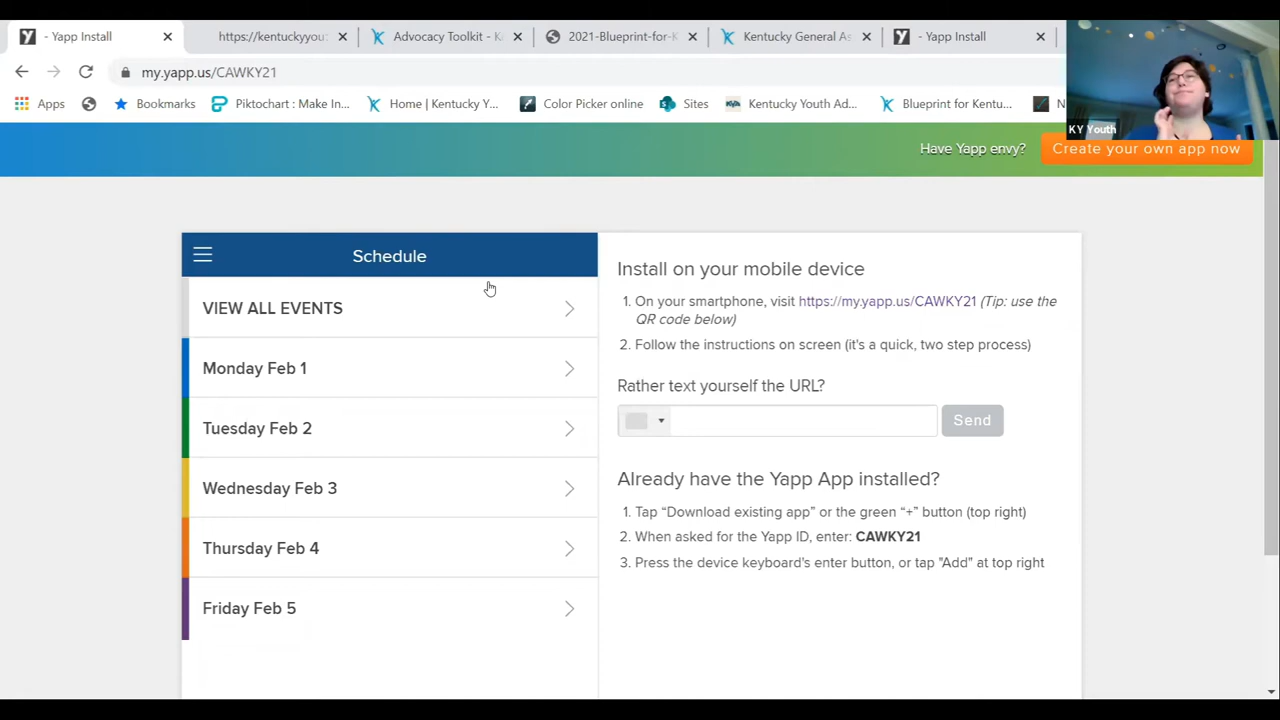 - Yapp Install
https://kentuckyyou
Advocacy Toolkit - K
2021-Blueprint-for-K
Kentucky General As
- Yapp Install
my.yapp.us/CAWKY21
Apps
Bookmarks
Piktochart : Make In...
Home | Kentucky Y...
Color Picker online
Sites
Kentucky Youth Ad...
Blueprint for Kentu...
N
KY Youth
Have Yapp envy?
Create your own app now
Schedule
VIEW ALL EVENTS
Monday Feb 1
Tuesday Feb 2
Wednesday Feb 3
Thursday Feb 4
Friday Feb 5
Install on your mobile device
1. On your smartphone, visit https://my.yapp.us/CAWKY21 (Tip: use the
QR code below)
2. Follow the instructions on screen (it's a quick, two step process)
Rather text yourself the URL?
Send
Already have the Yapp App installed?
1. Tap “Download existing app” or the green “+” button (top right)
2. When asked for the Yapp ID, enter: CAWKY21
3. Press the device keyboard's enter button, or tap "Add" at top right